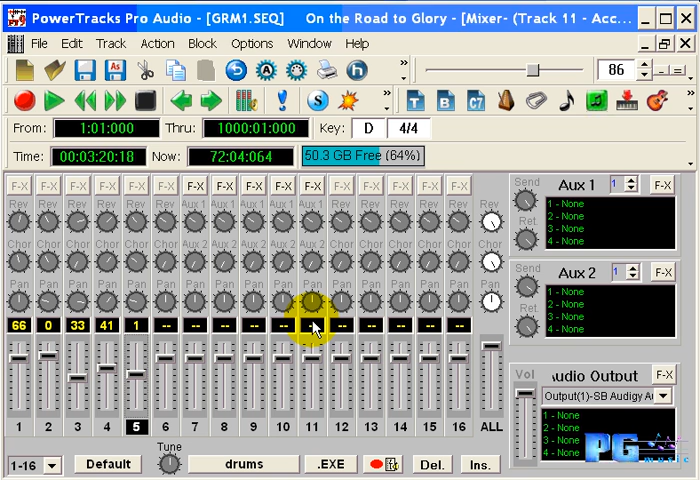 PowerTracks Pro Audio - [GRM1.SEQ] On the Road to Glory - [Mixer- (Track 11 - Acc...
File Edit Track Action Block Options Window Help
As A h » 86
S » T B C7
From: 1:01:000 Thru: 1000:01:000 Key: D 4/4
Time: 00:03:20:18 Now: 72:04:064 50.3 GB Free (64%)
F-X F-X F-X F-X F-X F-X F-X F-X F-X F-X F-X F-X F-X F-X F-X F-X F-X
Rev Rev Rev Rev Rev Rev Aux 1 Aux 1 Aux 1 Aux 1 Aux 1 Rev Rev Rev Rev Rev Rev
Chor Chor Chor Chor Chor Chor Aux 2 Aux 2 Aux 2 Aux 2 Aux 2 Chor Chor Chor Chor Chor Chor
Pan Pan Pan Pan Pan Pan Pan Pan Pan Pan Pan Pan Pan Pan Pan Pan Pan
66 0 33 41 1 -- -- -- -- -- -- -- -- -- -- --
1 2 3 4 5 6 7 8 9 10 11 12 13 14 15 16 ALL
1-16 Default Tune drums .EXE Del. Ins.
Send Aux 1 1 F-X
Ret.
1 - None
2 - None
3 - None
4 - None
Send Aux 2 1 F-X
Ret.
1 - None
2 - None
3 - None
4 - None
Vol Audio Output F-X
Output(1)-SB Audigy Au
1 - None
2 - None
3 - None
4 - None
PG music